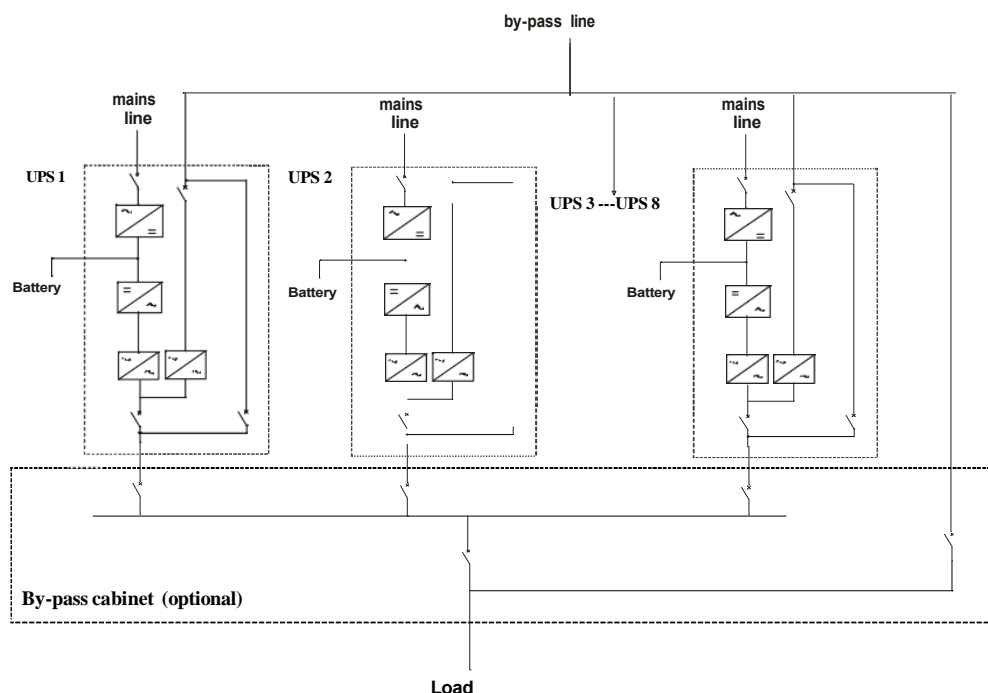 by-pass line
mains
line
mains
line
mains
line
UPS 1
UPS 2
UPS 3 ---UPS 8
Battery
Battery
Battery
By-pass cabinet (optional)
Load